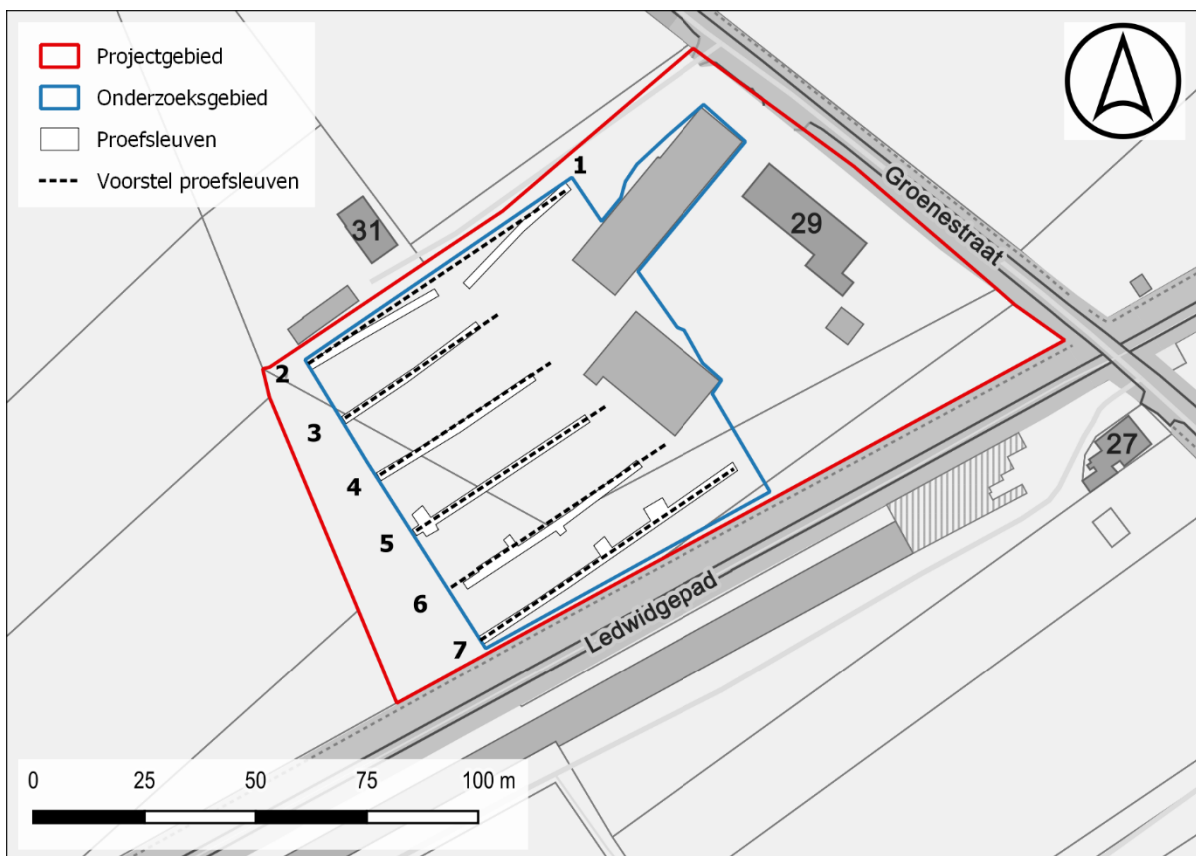 Projectgebied
Onderzoeksgebied
Proefsleuven
Voorstel proefsleuven
1
31
29
Groenestraat
2
3
27
4
5
6
7
Ledwidgepad
0 25 50 75 100 m